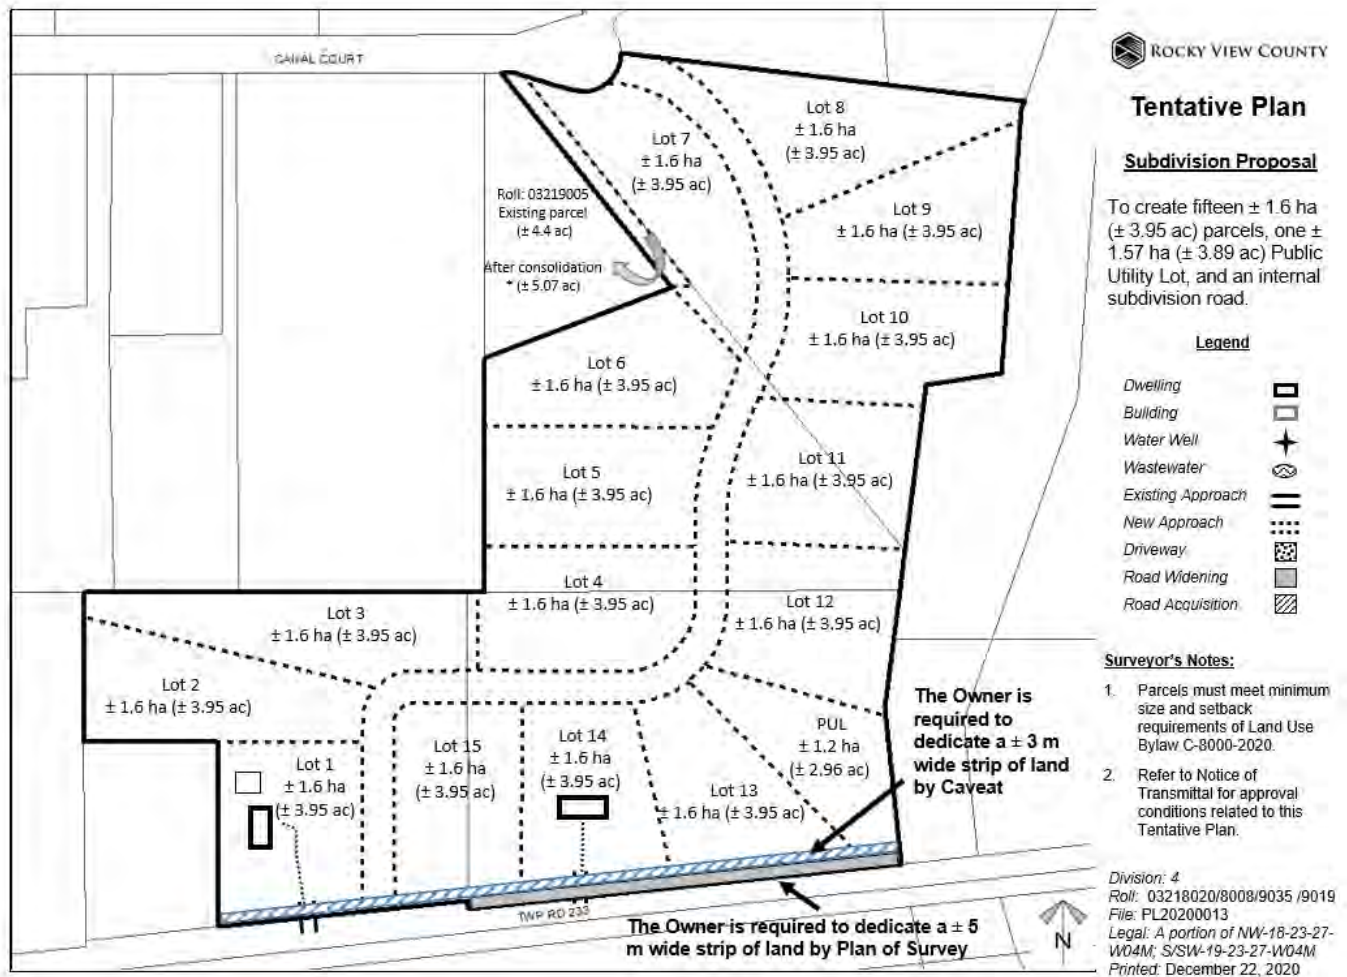 CANAL COURT
ROCKY VIEW COUNTY
Tentative Plan
Subdivision Proposal
To create fifteen ± 1.6 ha
(± 3.95 ac) parcels, one ±
1.57 ha (± 3.89 ac) Public
Utility Lot, and an internal
subdivision road.
Legend
Dwelling
Building
Water Well
Wastewater
Existing Approach
New Approach
Driveway
Road Widening
Road Acquisition
Surveyor's Notes:
1. Parcels must meet minimum
size and setback
requirements of Land Use
Bylaw C-8000-2020.
2. Refer to Notice of
Transmittal for approval
conditions related to this
Tentative Plan.
Division: 4
Roll: 03218020/8008/9035 /9019
File: PL20200013
Legal: A portion of NW-18-23-27-
W04M; S/SW-19-23-27-W04M
Printed: December 22, 2020
Lot 8
± 1.6 ha
(± 3.95 ac)
Lot 7
± 1.6 ha
(± 3.95 ac)
Roll: 03219005
Existing parcel
(± 4.4 ac)
After consolidation
* (± 5.07 ac)
Lot 9
± 1.6 ha (± 3.95 ac)
Lot 10
± 1.6 ha (± 3.95 ac)
Lot 6
± 1.6 ha (± 3.95 ac)
Lot 11
± 1.6 ha (± 3.95 ac)
Lot 5
± 1.6 ha (± 3.95 ac)
Lot 4
± 1.6 ha (± 3.95 ac)
Lot 12
± 1.6 ha (± 3.95 ac)
Lot 3
± 1.6 ha (± 3.95 ac)
Lot 2
± 1.6 ha (± 3.95 ac)
Lot 1
± 1.6 ha
(± 3.95 ac)
Lot 15
± 1.6 ha
(± 3.95 ac)
Lot 14
± 1.6 ha
(± 3.95 ac)
Lot 13
± 1.6 ha (± 3.95 ac)
PUL
± 1.2 ha
(± 2.96 ac)
The Owner is
required to
dedicate a ± 3 m
wide strip of land
by Caveat
TWP RD 233
The Owner is required to dedicate a ± 5
m wide strip of land by Plan of Survey
N